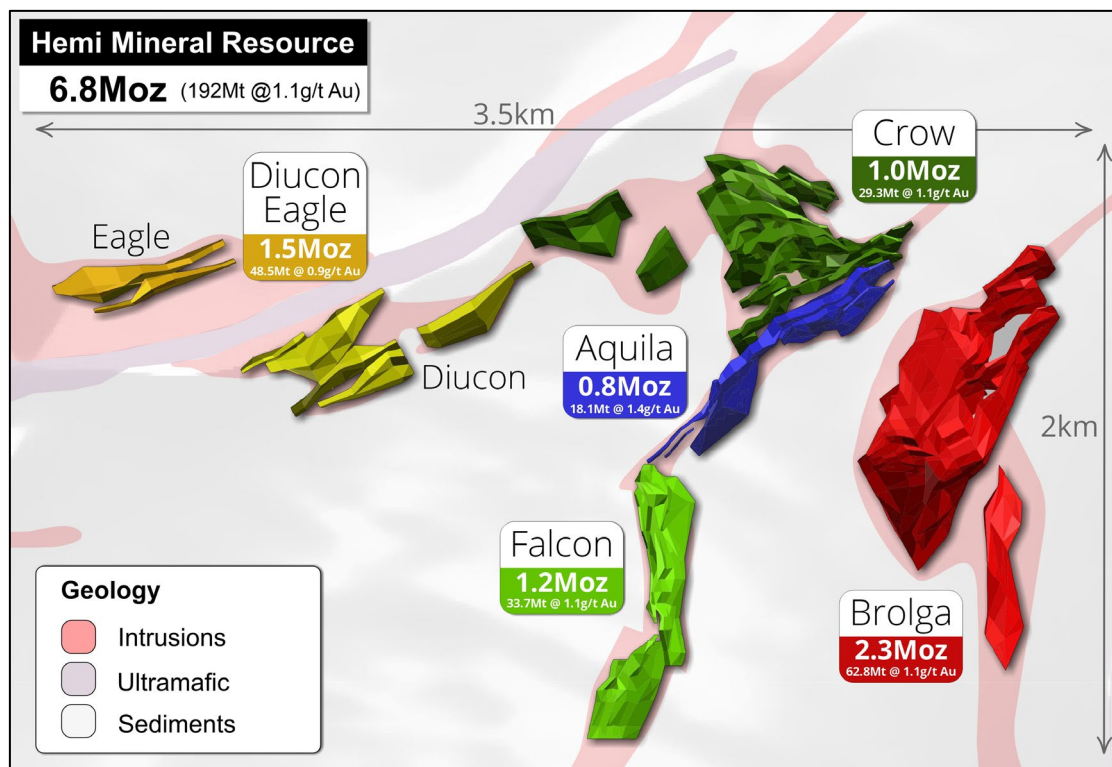 Hemi Mineral Resource
6.8Moz (192Mt @1.1g/t Au)
3.5km
Crow
1.0Moz
29.3Mt @ 1.1g/t Au
Diucon
Eagle
1.5Moz
48.5Mt @ 0.9g/t Au
Eagle
Aquila
0.8Moz
18.1Mt @ 1.4g/t Au
Diucon
2km
Falcon
1.2Moz
33.7Mt @ 1.1g/t Au
Brolga
2.3Moz
62.8Mt @ 1.1g/t Au
Geology
Intrusions
Ultramafic
Sediments